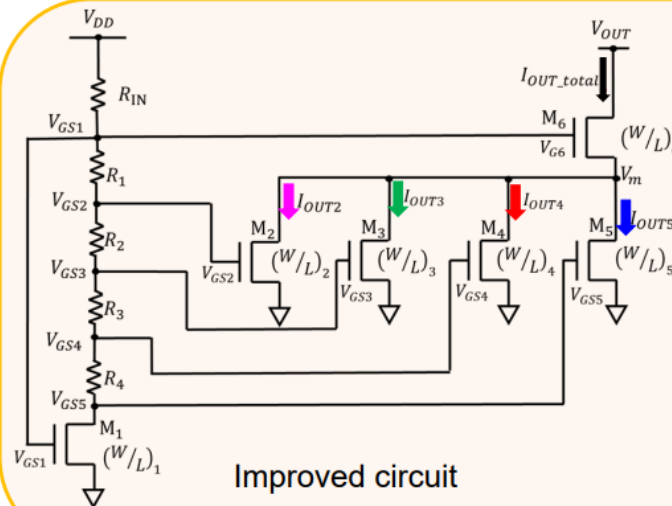 V_DD
V_OUT
I_OUT_total
R_IN
V_GS1
M_6
V_G6
(W/L)
R_1
V_m
V_GS2
I_OUT2
I_OUT3
I_OUT4
I_OUT5
R_2
M_2
M_3
M_4
M_5
V_GS3
V_GS2
(W/L)_2
V_GS3
(W/L)_3
V_GS4
(W/L)_4
V_GS5
(W/L)_5
R_3
V_GS4
R_4
V_GS5
M_1
V_GS1
(W/L)_1
Improved circuit